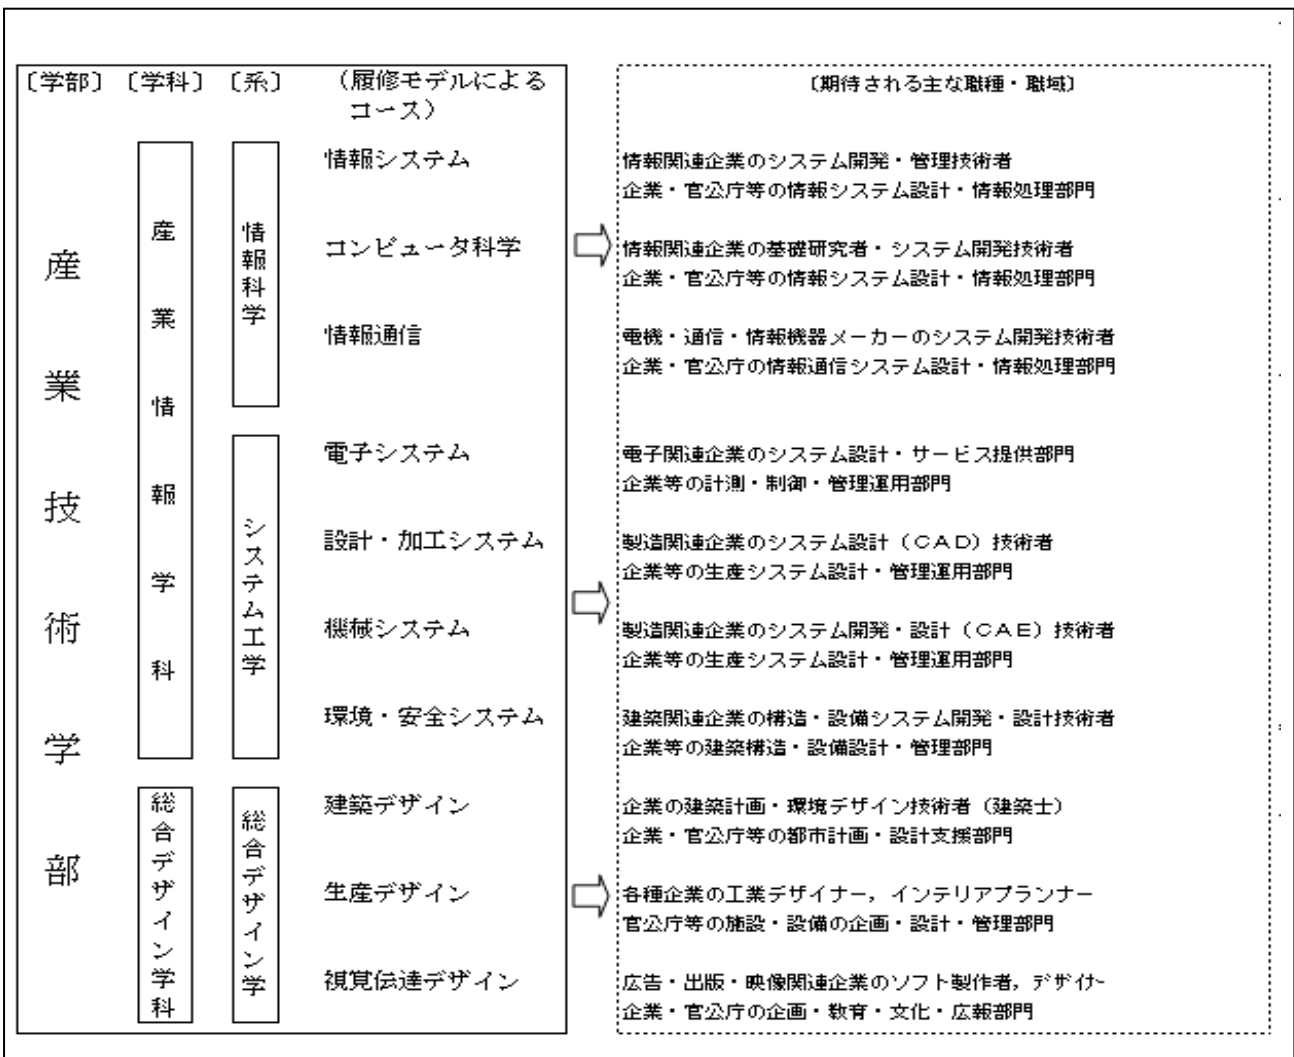 〔学部〕 〔学科〕 〔系〕 （履修モデルによる
コース）
〔期待される主な職種・職域〕
産業技術学部
産業情報学科
情報科学
情報システム
情報関連企業のシステム開発・管理技術者
企業・官公庁等の情報システム設計・情報処理部門
コンピュータ科学
情報関連企業の基礎研究者・システム開発技術者
企業・官公庁等の情報システム設計・情報処理部門
情報通信
電機・通信・情報機器メーカーのシステム開発技術者
企業・官公庁の情報通信システム設計・情報処理部門
システム工学
電子システム
電子関連企業のシステム設計・サービス提供部門
企業等の計測・制御・管理運用部門
設計・加工システム
製造関連企業のシステム設計（ＣＡＤ）技術者
企業等の生産システム設計・管理運用部門
機械システム
製造関連企業のシステム開発・設計（ＣＡＥ）技術者
企業等の生産システム設計・管理運用部門
環境・安全システム
建築関連企業の構造・設備システム開発・設計技術者
企業等の建築構造・設備設計・管理部門
総合デザイン学科
総合デザイン学
建築デザイン
企業の建築計画・環境デザイン技術者（建築士）
企業・官公庁等の都市計画・設計支援部門
生産デザイン
各種企業の工業デザイナー，インテリアプランナー
官公庁等の施設・設備の企画・設計・管理部門
視覚伝達デザイン
広告・出版・映像関連企業のソフト製作者，デザイナー
企業・官公庁の企画・教育・文化・広報部門